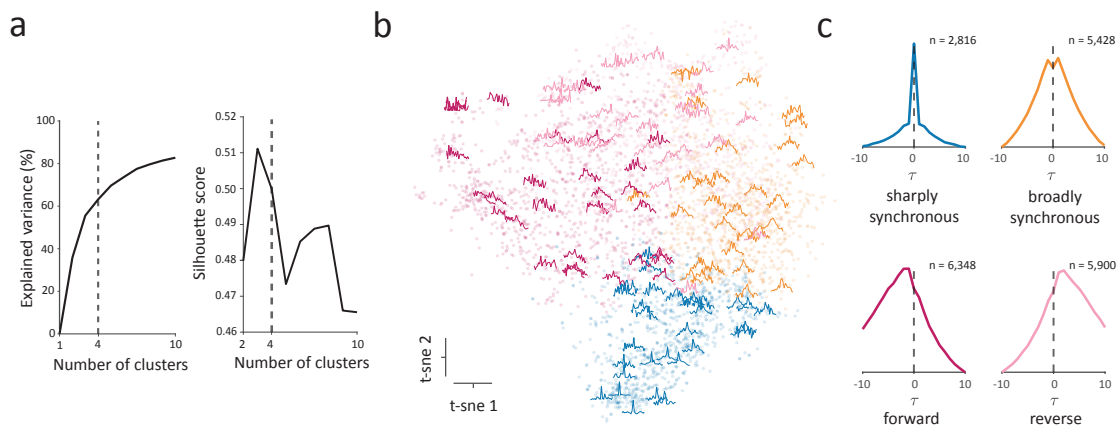 a
100
80
60
40
20
0
Explained variance (%)
1
4
10
Number of clusters
0.52
0.51
0.50
0.49
0.48
0.47
0.46
Silhouette score
2
4
10
Number of clusters
b
t-sne 2
t-sne 1
c
n = 2,816
-10
0
10
τ
sharply
synchronous
n = 5,428
-10
0
10
τ
broadly
synchronous
n = 6,348
-10
0
10
τ
forward
n = 5,900
-10
0
10
τ
reverse